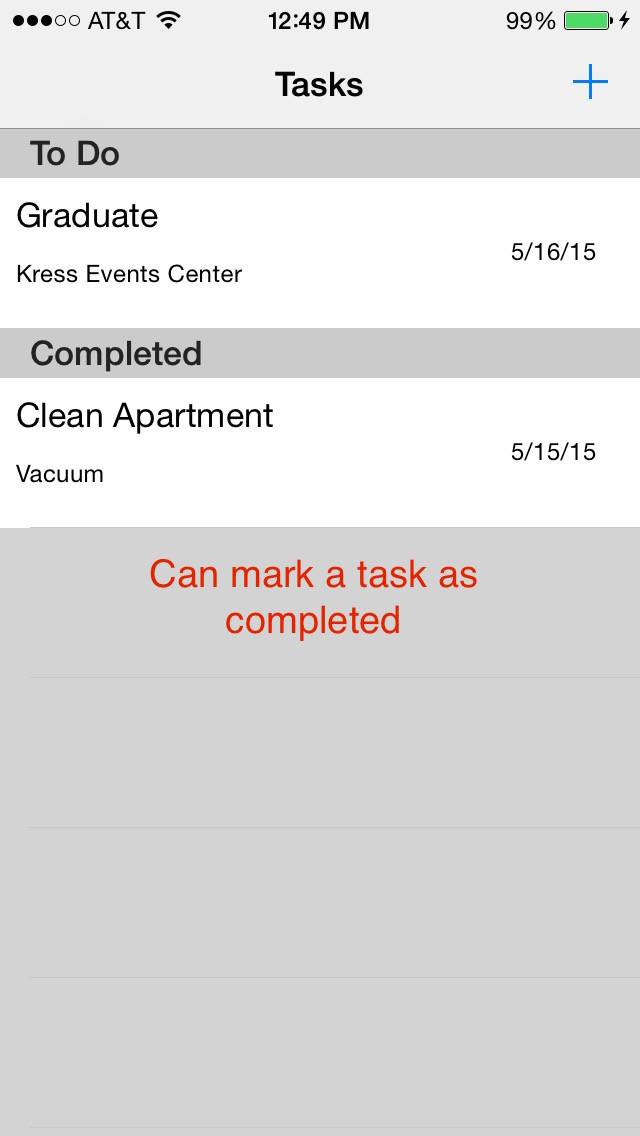 AT&T 12:49 PM 99%
Tasks
To Do
Graduate
5/16/15
Kress Events Center
Completed
Clean Apartment
5/15/15
Vacuum
Can mark a task as
completed